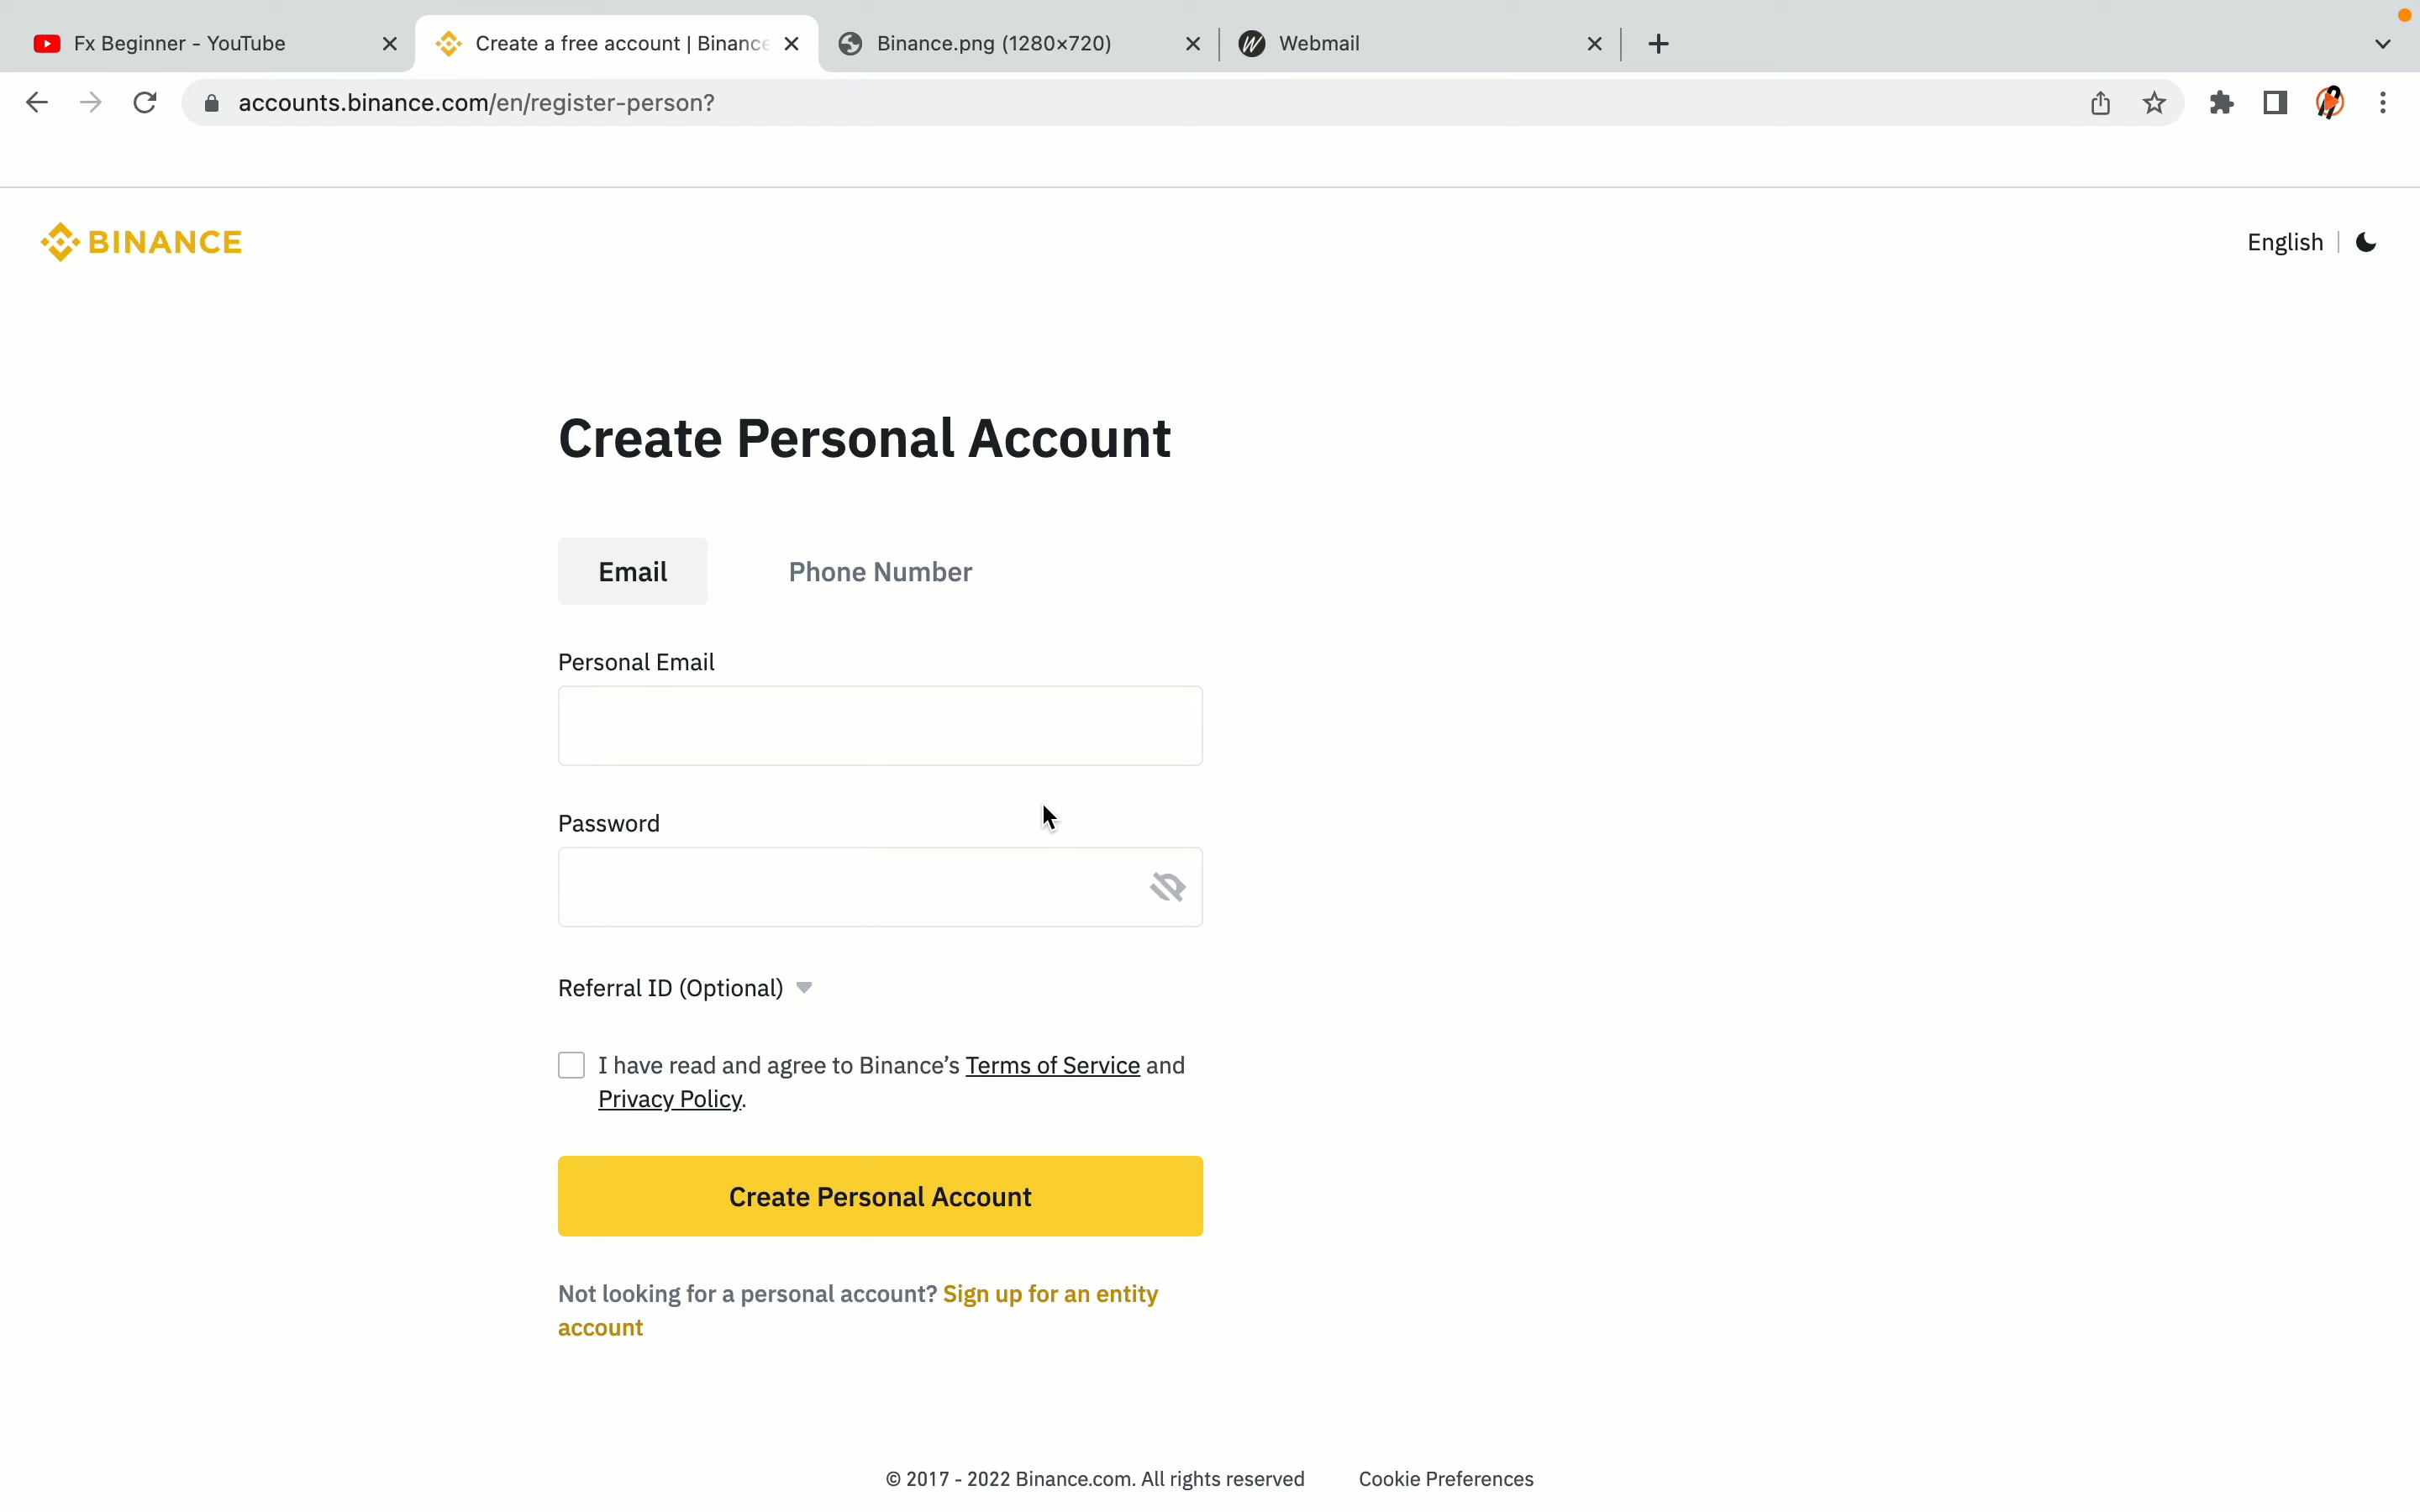 Fx Beginner - YouTube
Create a free account | Binance
Binance.png (1280×720)
Webmail
accounts.binance.com/en/register-person?
BINANCE
English
Create Personal Account
Email
Phone Number
Personal Email
Password
Referral ID (Optional)
I have read and agree to Binance’s Terms of Service and
Privacy Policy.
Create Personal Account
Not looking for a personal account? Sign up for an entity
account
© 2017 - 2022 Binance.com. All rights reserved
Cookie Preferences